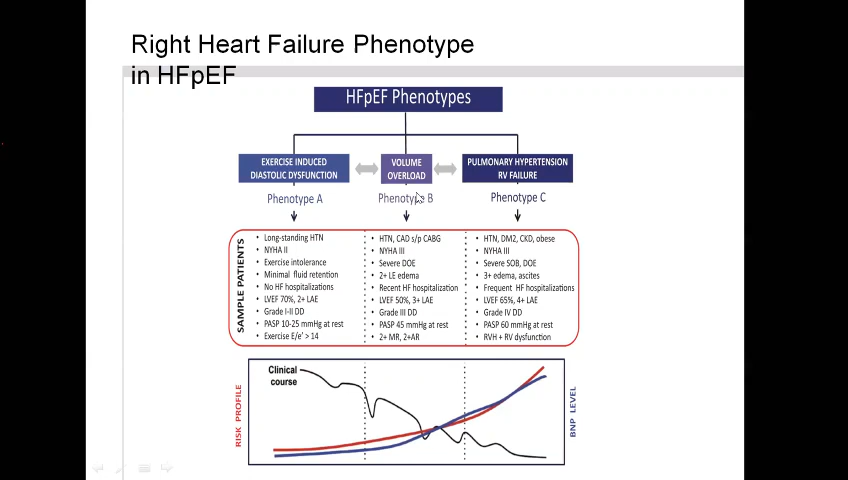 Right Heart Failure Phenotype
in HFpEF
HFpEF Phenotypes
EXERCISE INDUCED
DIASTOLIC DYSFUNCTION
VOLUME
OVERLOAD
PULMONARY HYPERTENSION
RV FAILURE
Phenotype A
Phenotype B
Phenotype C
SAMPLE PATIENTS
• Long-standing HTN
• NYHA II
• Exercise intolerance
• Minimal fluid retention
• No HF hospitalizations
• LVEF 70%, 2+ LAE
• Grade I-II DD
• PASP 10-25 mmHg at rest
• Exercise E/e' > 14
• HTN, CAD s/p CABG
• NYHA III
• Severe DOE
• 2+ LE edema
• Recent HF hospitalization
• LVEF 50%, 3+ LAE
• Grade III DD
• PASP 45 mmHg at rest
• 2+ MR, 2+AR
• HTN, DM2, CKD, obese
• NYHA III
• Severe SOB, DOE
• 3+ edema, ascites
• Frequent HF hospitalizations
• LVEF 65%, 4+ LAE
• Grade IV DD
• PASP 60 mmHg at rest
• RVH + RV dysfunction
Clinical
course
RISK PROFILE
BNP LEVEL